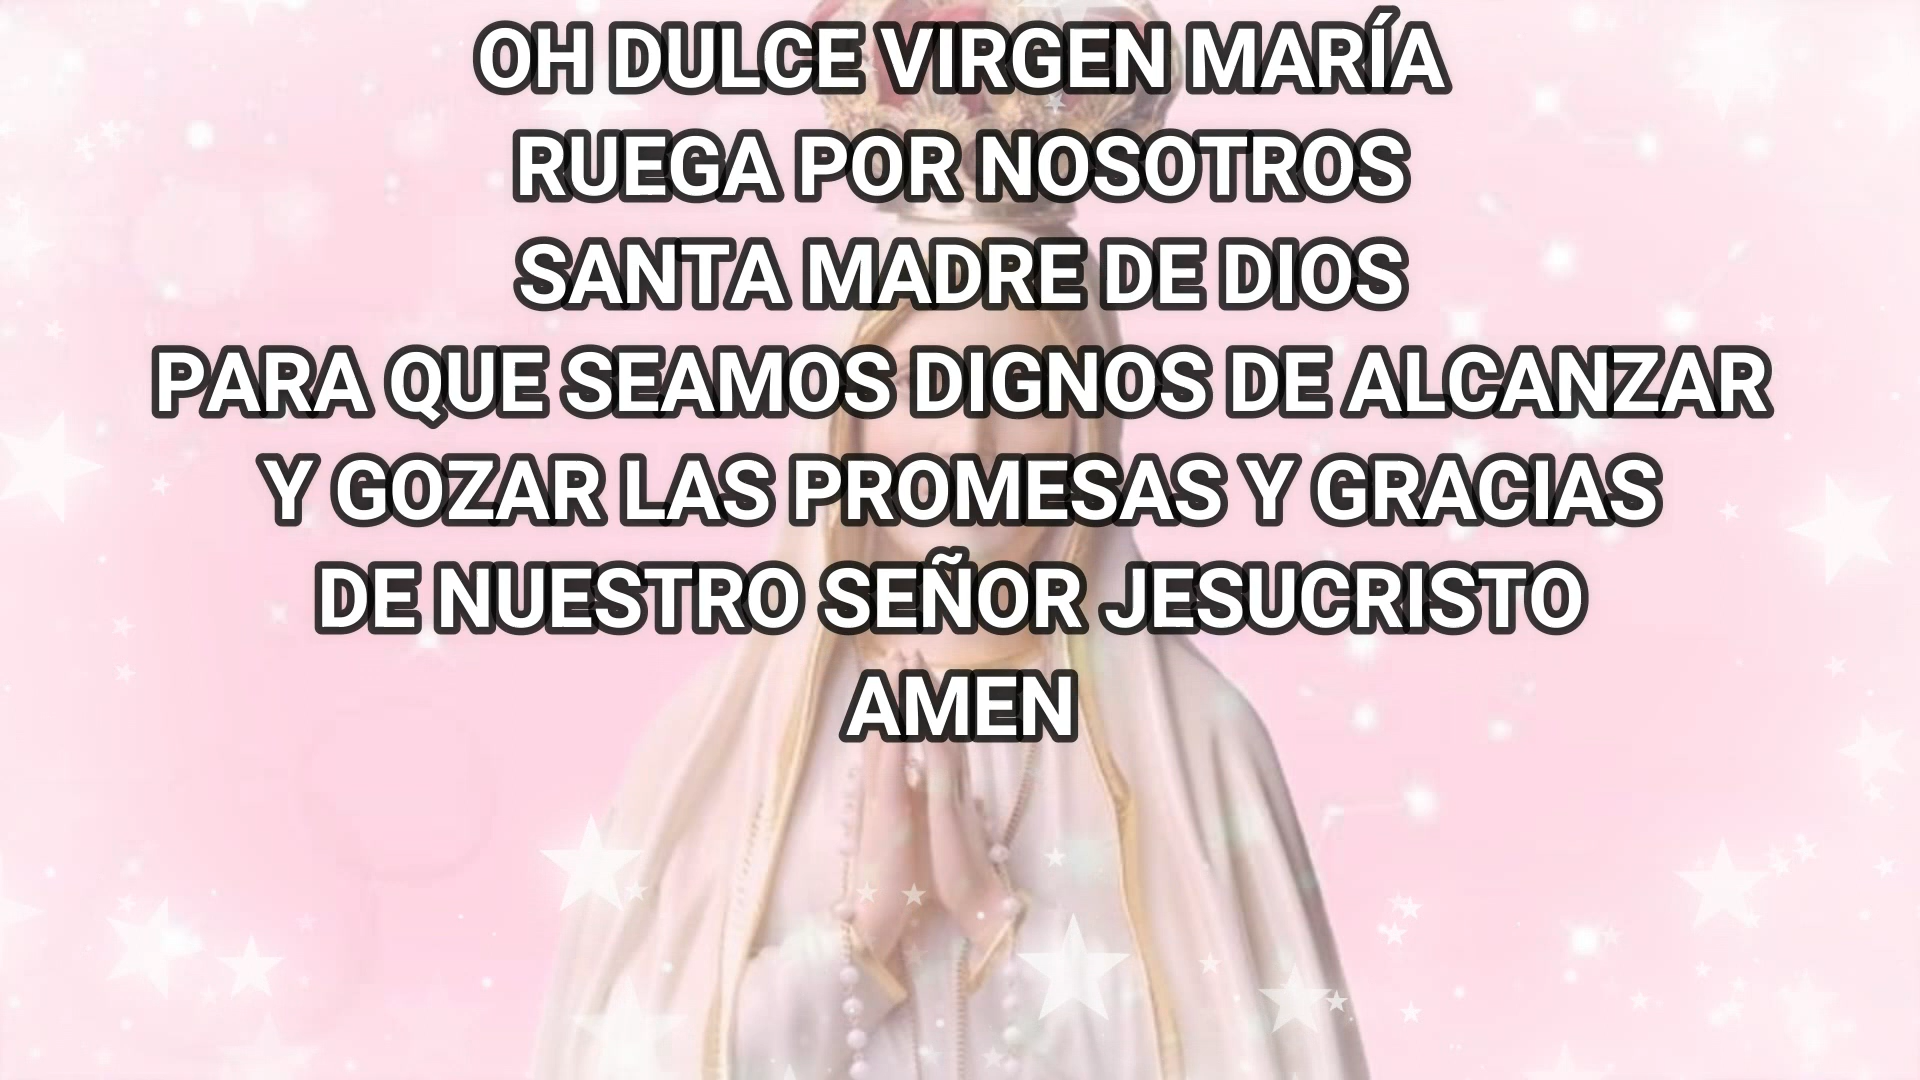 OH DULCE VIRGEN MARÍA
RUEGA POR NOSOTROS
SANTA MADRE DE DIOS
PARA QUE SEAMOS DIGNOS DE ALCANZAR
Y GOZAR LAS PROMESAS Y GRACIAS
DE NUESTRO SEÑOR JESUCRISTO
AMEN